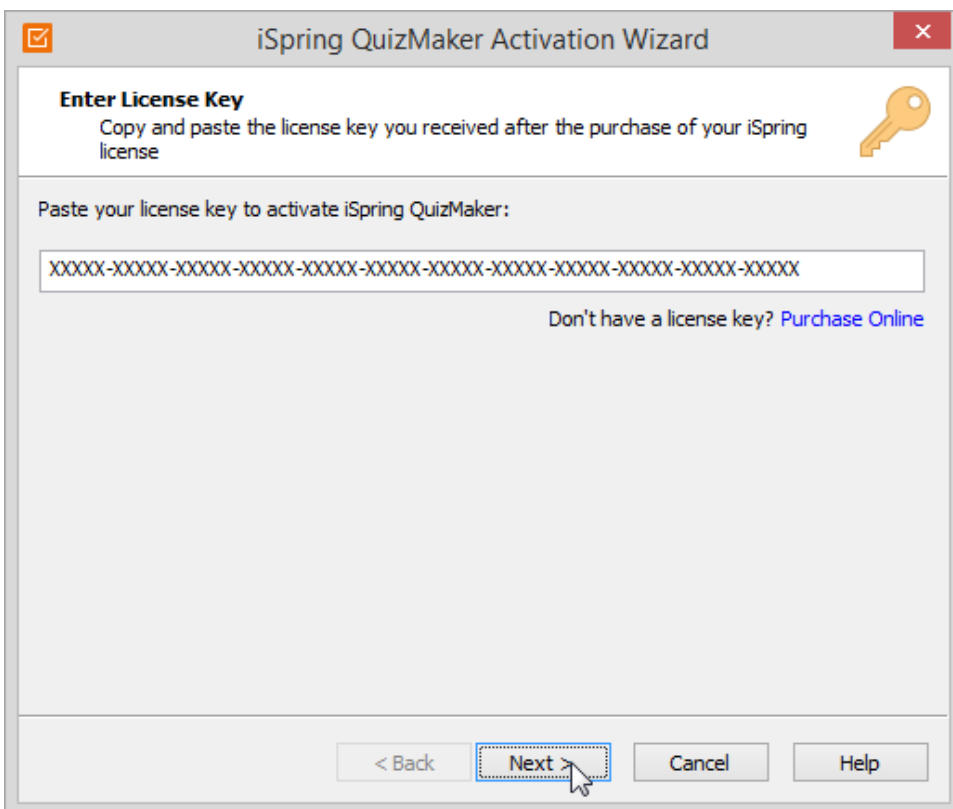 iSpring QuizMaker Activation Wizard
Enter License Key
Copy and paste the license key you received after the purchase of your iSpring
license
Paste your license key to activate iSpring QuizMaker:
XXXXX-XXXXX-XXXXX-XXXXX-XXXXX-XXXXX-XXXXX-XXXXX-XXXXX-XXXXX-XXXXX-XXXXX
Don't have a license key? Purchase Online
< Back Next > Cancel Help